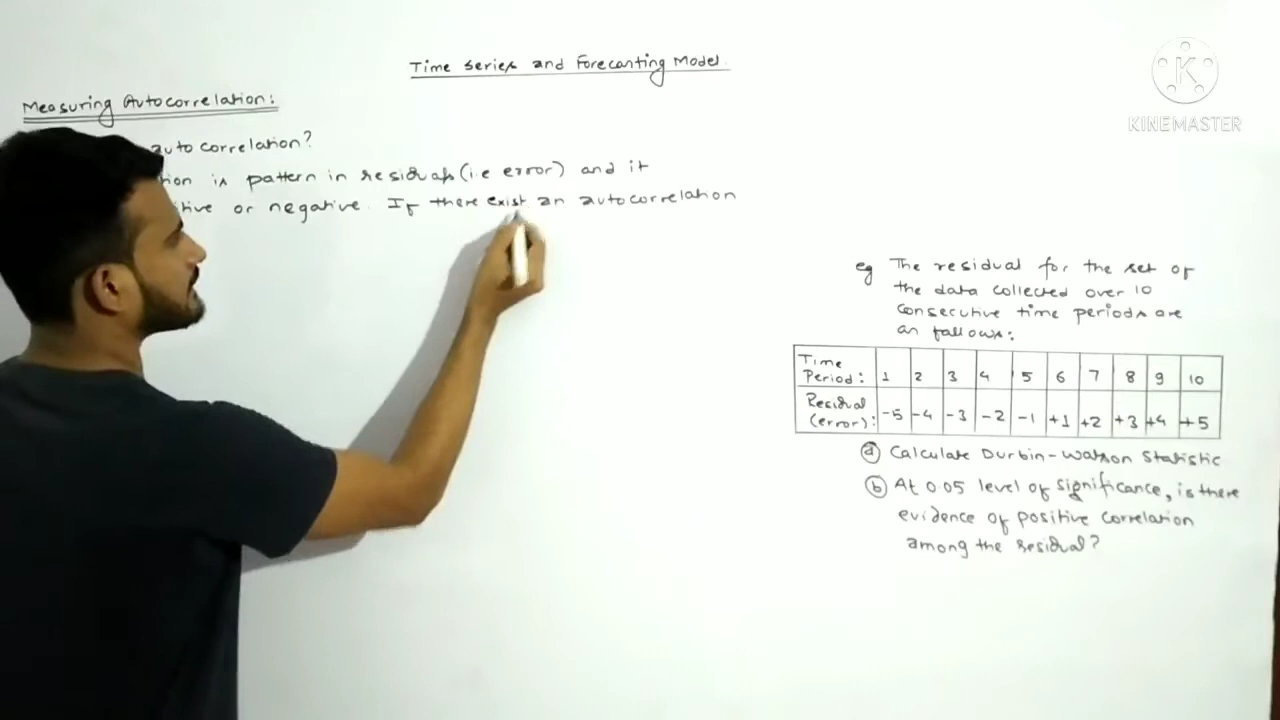 Time Series and Forecasting Model
KINEMASTER
Measuring Autocorrelation:
auto correlation?
tion is pattern in residuals (i.e error) and it
itive or negative. If there exist an autocorrelation
eg The residual for the set of
the data collected over 10
consecutive time periods are
as follows:
Time Period: 1 2 3 4 5 6 7 8 9 10
Residual (error): -5 -4 -3 -2 -1 +1 +2 +3 +4 +5
(a) Calculate Durbin-Watson Statistic
(b) At 0.05 level of significance, is there
evidence of positive correlation
among the residual?